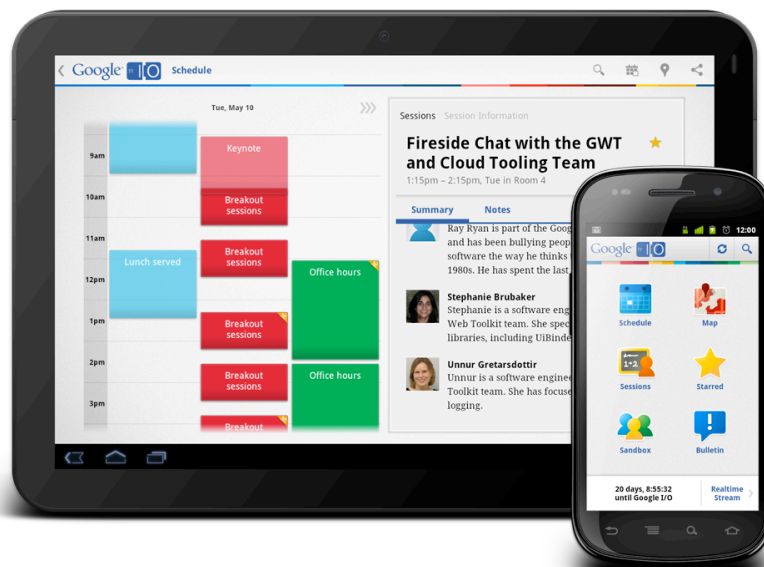 Google IO
Schedule
Tue, May 10
9am
10am
11am
12pm
1pm
2pm
3pm
Lunch served
Keynote
Breakout
sessions
Breakout
sessions
Breakout
sessions
Breakout
sessions
Breakout
Office hours
Office hours
Sessions Session Information
Fireside Chat with the GWT
and Cloud Tooling Team
1:15pm – 2:15pm, Tue in Room 4
Summary Notes
Ray Ryan is part of the Goog
and has been bullying peop
software the way he thinks
1980s. He has spent the last
Stephanie Brubaker
Stephanie is a software eng
Web Toolkit team. She spec
libraries, including UiBinde
Unnur Gretarsdottir
Unnur is a software enginee
Toolkit team. She has focuse
logging.
12:00
Google IO
Schedule Map
Sessions Starred
Sandbox Bulletin
20 days, 8:55:32
until Google I/O
Realtime
Stream